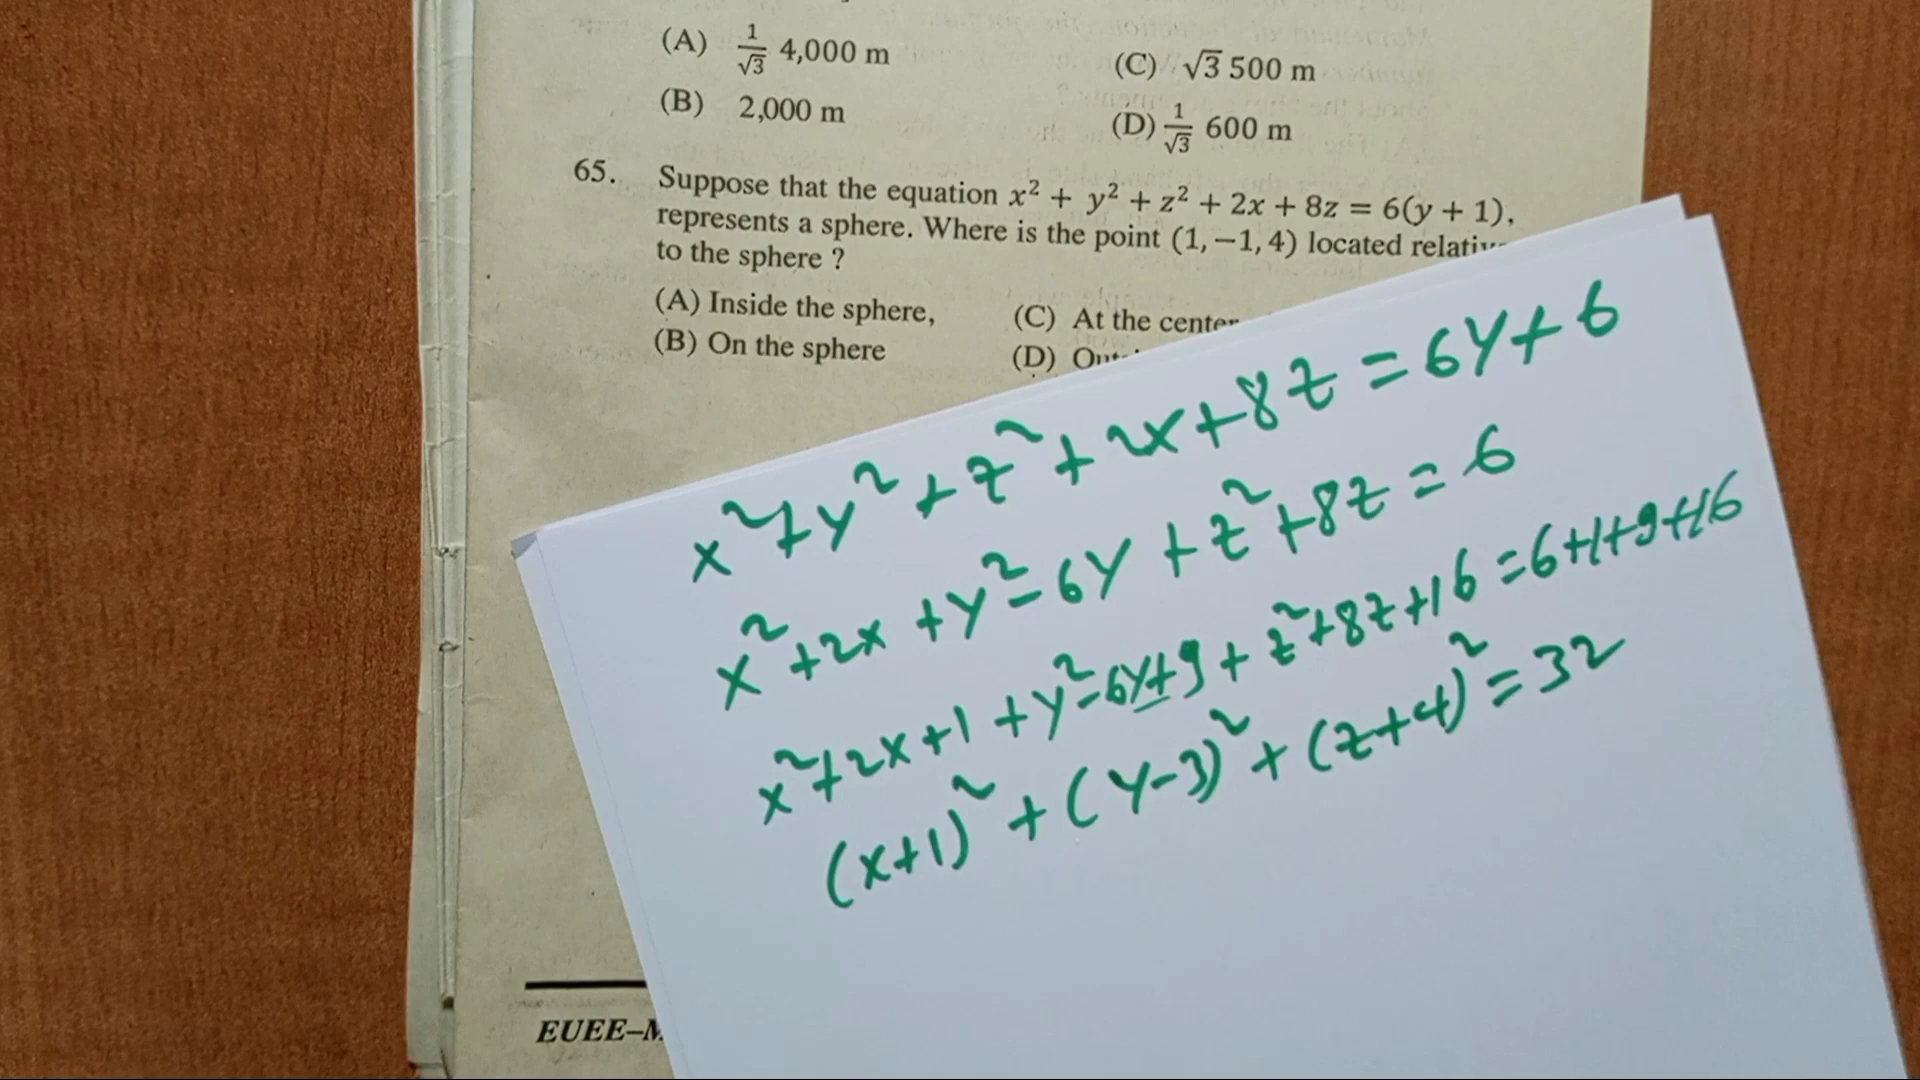 (A) 1/√3 4,000 m (C) √3 500 m
(B) 2,000 m (D) 1/√3 600 m
65. Suppose that the equation x² + y² + z² + 2x + 8z = 6(y + 1),
represents a sphere. Where is the point (1, −1, 4) located
to the sphere ?
(A) Inside the sphere, (C) At the center
(B) On the sphere (D)
x²+y²+z²+2x+8z=6y+6
x²+2x+y²-6y+z²+8z=6
x²+2x+1+y²-6y+9+z²+8z+16=6+1+9+16
(x+1)²+(y-3)²+(z+4)²=32
EUEE–